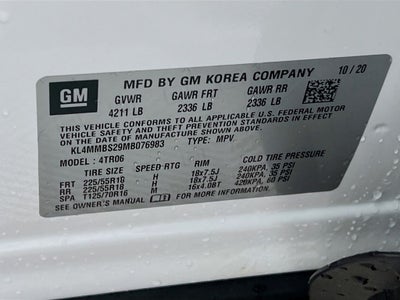 GM
MFD BY GM KOREA COMPANY 10/20
GVWR GAWR FRT GAWR RR
4211 LB 2336 LB 2336 LB
THIS VEHICLE CONFORMS TO ALL APPLICABLE U.S. FEDERAL MOTOR
VEHICLE SAFETY, BUMPER, AND THEFT PREVENTION STANDARDS IN
EFFECT ON THE DATE OF MANUFACTURE SHOWN ABOVE.
KL4MMBS29MB076983 TYPE: MPV.
MODEL : 4TR06
TIRE SIZE SPEED RTG RIM COLD TIRE PRESSURE
FRT 225/55R18 H 18x7.5J 240KPA, 35 PSI
RR 225/55R18 H 18x7.5J 240KPA, 35 PSI
SPA T125/70R16 M 16x4.0BT 420KPA, 60 PSI
SEE OWNER'S MANUAL FOR ADDITIONAL INFORMATION.